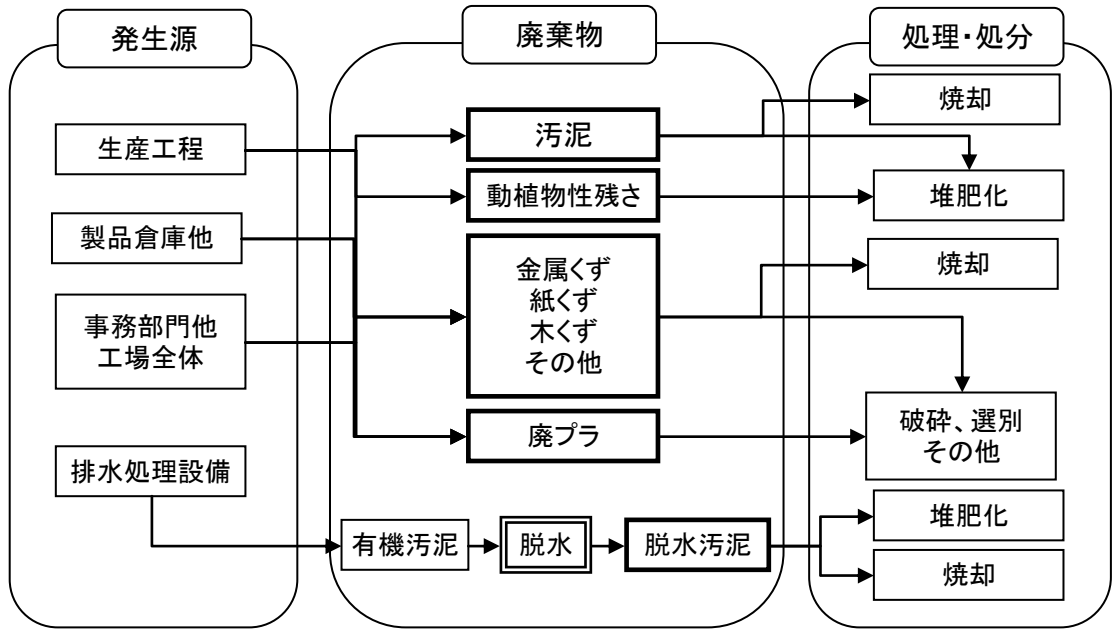 発生源
廃棄物
処理・処分
生産工程
製品倉庫他
事務部門他
工場全体
排水処理設備
汚泥
動植物性残さ
金属くず
紙くず
木くず
その他
廃プラ
有機汚泥
脱水
脱水汚泥
焼却
堆肥化
焼却
破砕、選別
その他
堆肥化
焼却